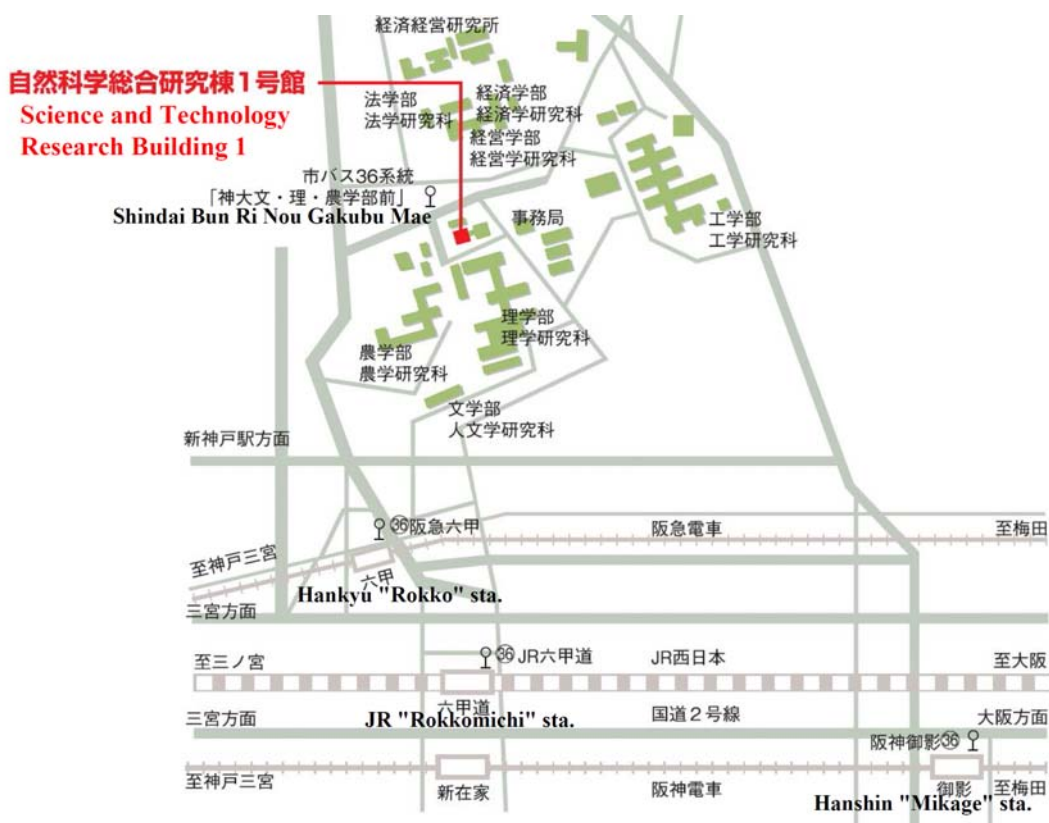 経済経営研究所
自然科学総合研究棟1号館
Science and Technology
Research Building 1
法学部
法学研究科
経済学部
経済学研究科
経営学部
経営学研究科
市バス36系統
「神大文・理・農学部前」
Shindai Bun Ri Nou Gakubu Mae
事務局
工学部
工学研究科
理学部
理学研究科
農学部
農学研究科
文学部
人文学研究科
新神戸駅方面
㊱阪急六甲
阪急電車
至梅田
至神戸三宮
六甲
Hankyu "Rokko" sta.
三宮方面
㊱JR六甲道
至三ノ宮
JR西日本
至大阪
六甲道
JR "Rokkomichi" sta.
三宮方面
国道2号線
大阪方面
阪神御影㊱
至神戸三宮
新在家
阪神電車
御影
至梅田
Hanshin "Mikage" sta.